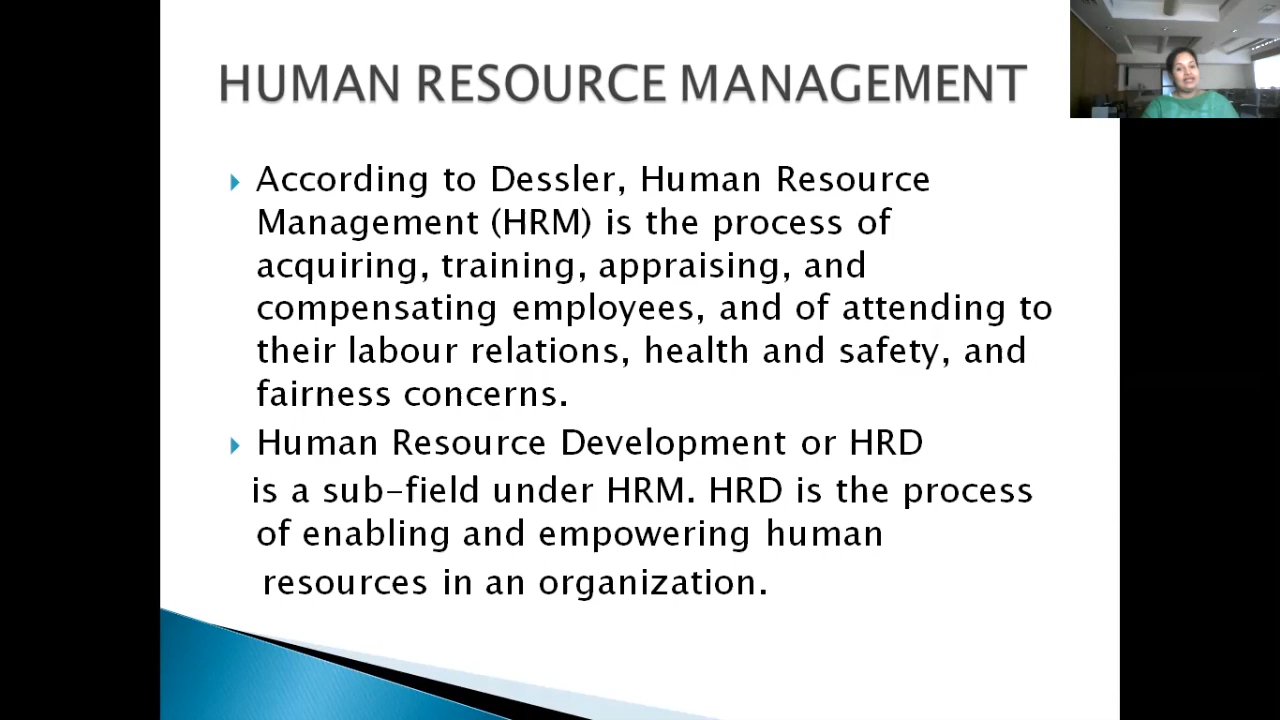 HUMAN RESOURCE MANAGEMENT
According to Dessler, Human Resource
Management (HRM) is the process of
acquiring, training, appraising, and
compensating employees, and of attending to
their labour relations, health and safety, and
fairness concerns.
Human Resource Development or HRD
is a sub-field under HRM. HRD is the process
of enabling and empowering human
resources in an organization.